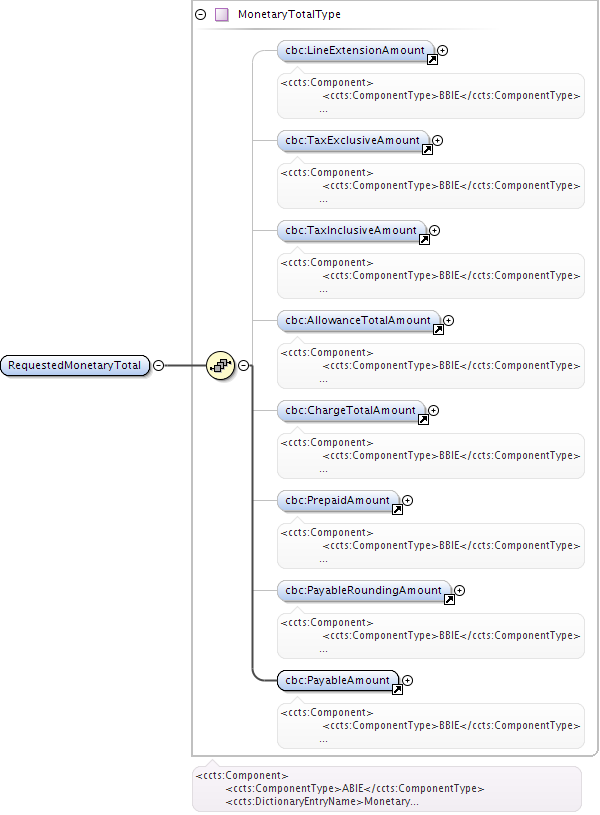 MonetaryTotalType
cbc:LineExtensionAmount
<ccts:Component>
<ccts:ComponentType>BBIE</ccts:ComponentType>
...
cbc:TaxExclusiveAmount
<ccts:Component>
<ccts:ComponentType>BBIE</ccts:ComponentType>
...
cbc:TaxInclusiveAmount
<ccts:Component>
<ccts:ComponentType>BBIE</ccts:ComponentType>
...
cbc:AllowanceTotalAmount
<ccts:Component>
<ccts:ComponentType>BBIE</ccts:ComponentType>
...
RequestedMonetaryTotal
cbc:ChargeTotalAmount
<ccts:Component>
<ccts:ComponentType>BBIE</ccts:ComponentType>
...
cbc:PrepaidAmount
<ccts:Component>
<ccts:ComponentType>BBIE</ccts:ComponentType>
...
cbc:PayableRoundingAmount
<ccts:Component>
<ccts:ComponentType>BBIE</ccts:ComponentType>
...
cbc:PayableAmount
<ccts:Component>
<ccts:ComponentType>BBIE</ccts:ComponentType>
...
<ccts:Component>
<ccts:ComponentType>ABIE</ccts:ComponentType>
<ccts:DictionaryEntryName>Monetary...